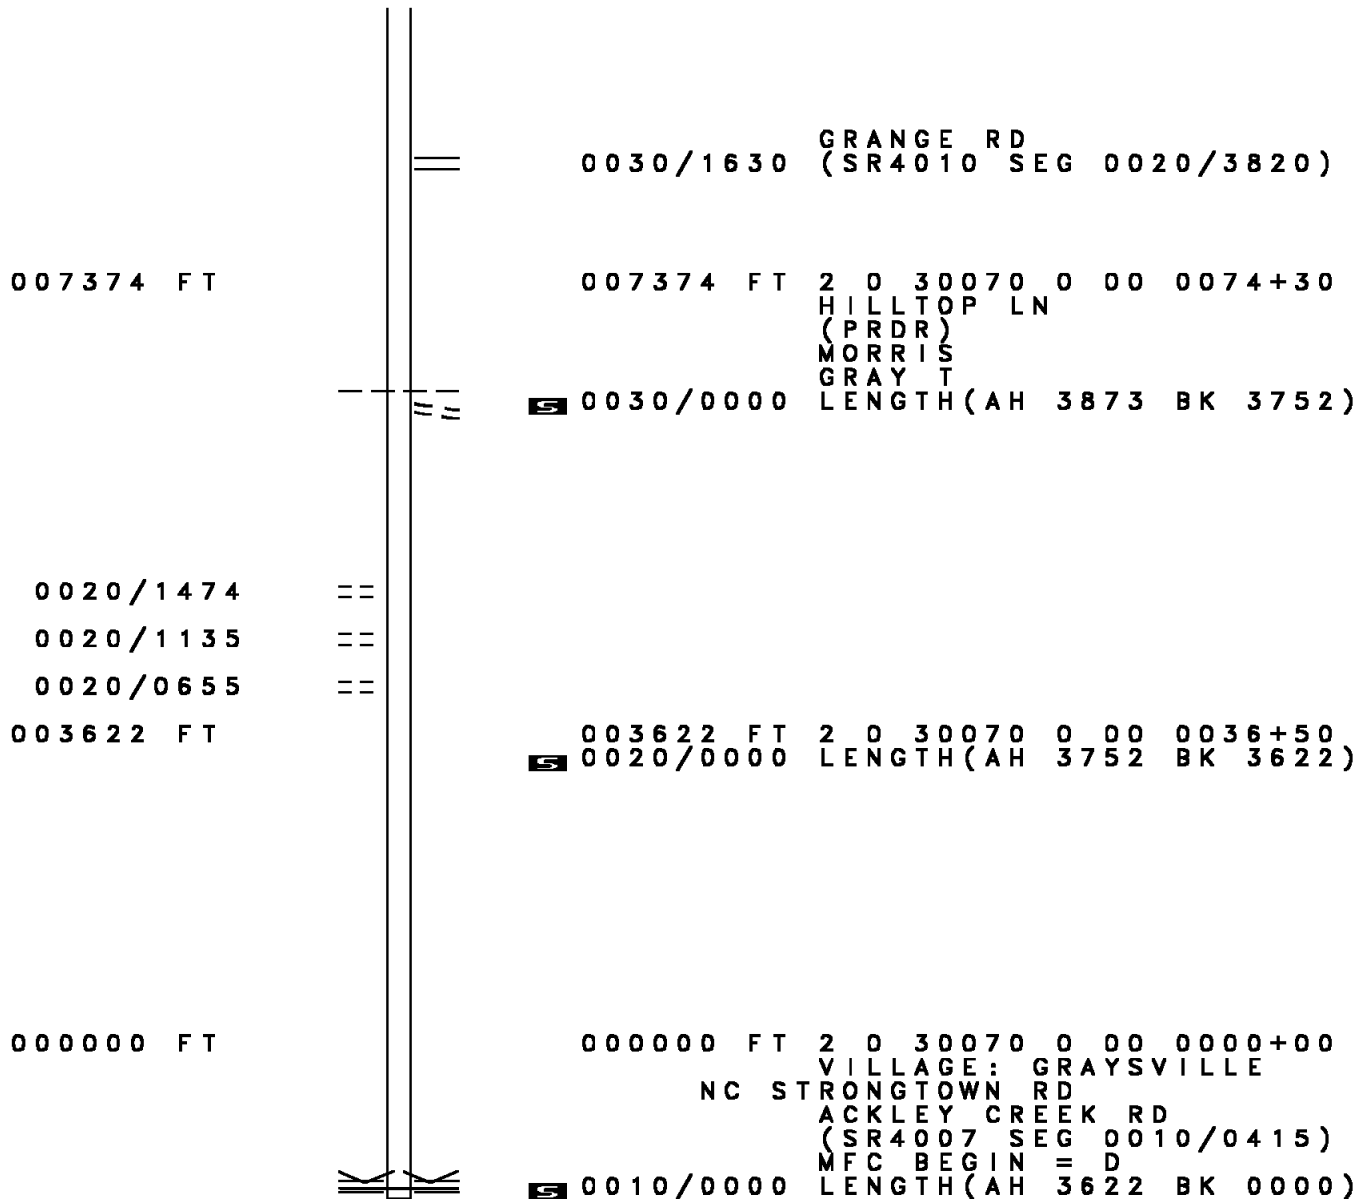 GRANGE RD
0030/1630 (SR4010 SEG 0020/3820)
007374 FT 007374 FT 2 0 30070 0 00 0074+30
HILLTOP LN
(PRDR)
MORRIS
GRAY T
S 0030/0000 LENGTH(AH 3873 BK 3752)
0020/1474
0020/1135
0020/0655
003622 FT 003622 FT 2 0 30070 0 00 0036+50
S 0020/0000 LENGTH(AH 3752 BK 3622)
000000 FT 000000 FT 2 0 30070 0 00 0000+00
VILLAGE: GRAYSVILLE
NC STRONGTOWN RD
ACKLEY CREEK RD
(SR4007 SEG 0010/0415)
MFC BEGIN = D
S 0010/0000 LENGTH(AH 3622 BK 0000)